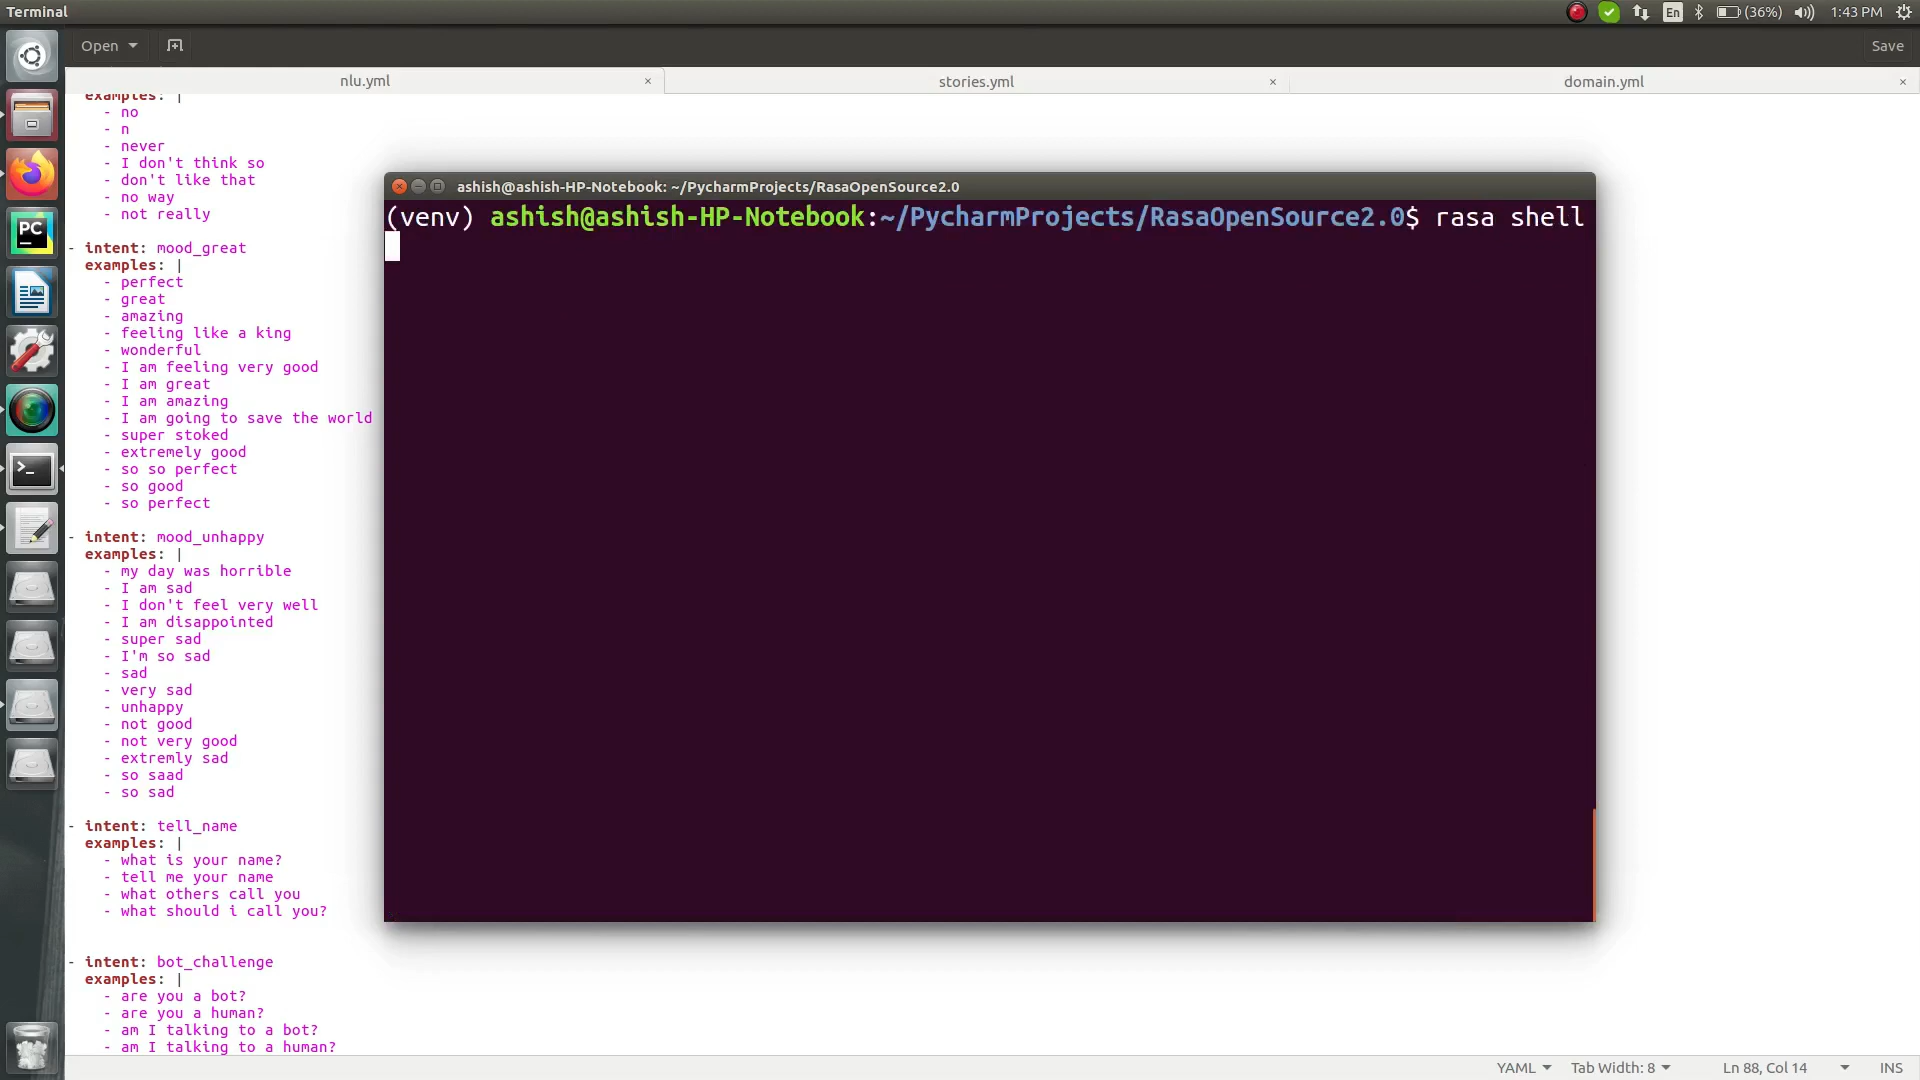 Terminal
En
(36%)
1:43 PM
Open
Save
nlu.yml
×
stories.yml
×
domain.yml
×
examples: |
- no
- n
- never
- I don't think so
- don't like that
- no way
- not really
- intent: mood_great
examples: |
- perfect
- great
- amazing
- feeling like a king
- wonderful
- I am feeling very good
- I am great
- I am amazing
- I am going to save the world
- super stoked
- extremely good
- so so perfect
- so good
- so perfect
- intent: mood_unhappy
examples: |
- my day was horrible
- I am sad
- I don't feel very well
- I am disappointed
- super sad
- I'm so sad
- sad
- very sad
- unhappy
- not good
- not very good
- extremly sad
- so saad
- so sad
- intent: tell_name
examples: |
- what is your name?
- tell me your name
- what others call you
- what should i call you?
- intent: bot_challenge
examples: |
- are you a bot?
- are you a human?
- am I talking to a bot?
- am I talking to a human?
ashish@ashish-HP-Notebook: ~/PycharmProjects/RasaOpenSource2.0
(venv) ashish@ashish-HP-Notebook:~/PycharmProjects/RasaOpenSource2.0$ rasa shell
PC
>_
YAML
Tab Width: 8
Ln 88, Col 14
INS